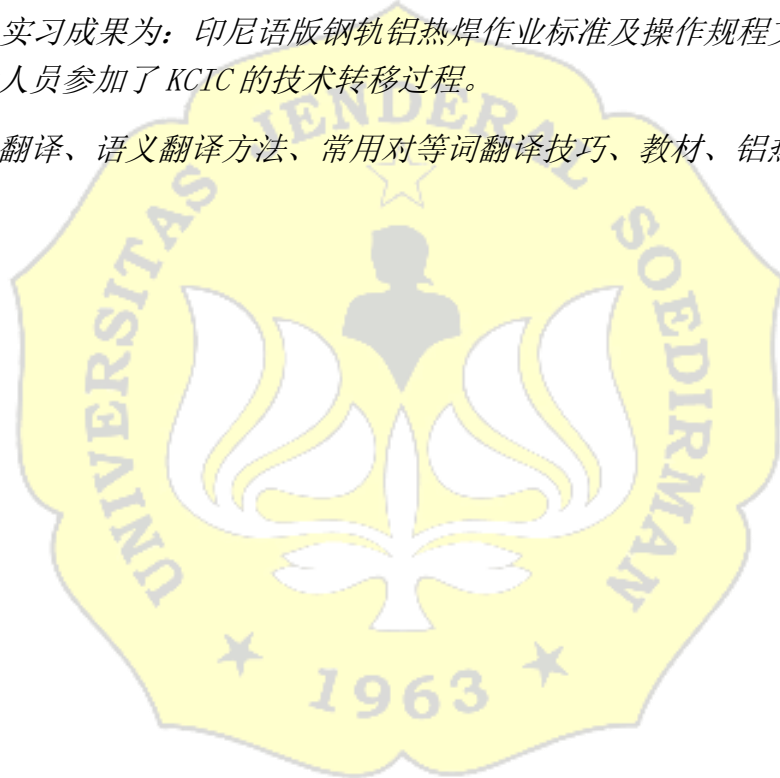 实习成果为：印尼语版钢轨铝热焊作业标准及操作规程
人员参加了 KCIC 的技术转移过程。
翻译、语义翻译方法、常用对等词翻译技巧、教材、铝
UNIVERSITAS JENDERAL SOEDIRMAN
1963